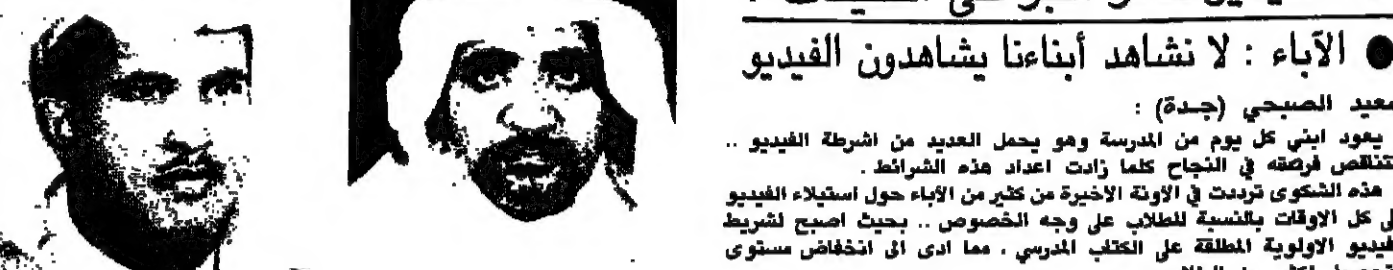 ● الآباء : لا نشاهد أبناءنا يشاهدون الفيديو
سعيد الصبحي (جدة) :
يعود ابني كل يوم من المدرسة وهو يحمل العديد من اشرطة الفيديو ..
فتتناقص فرصته في النجاح كلما زادت اعداد هذه الشرائط .
هذه الشكوى ترددت في الاونة الاخيرة من كثير من الآباء حول استيلاء الفيديو
على كل الاوقات بالنسبة للطلاب على وجه الخصوص .. بحيث اصبح لشريط
الفيديو الاولوية المطلقة على الكتاب المدرسي . مما ادى الى انخفاض مستوى